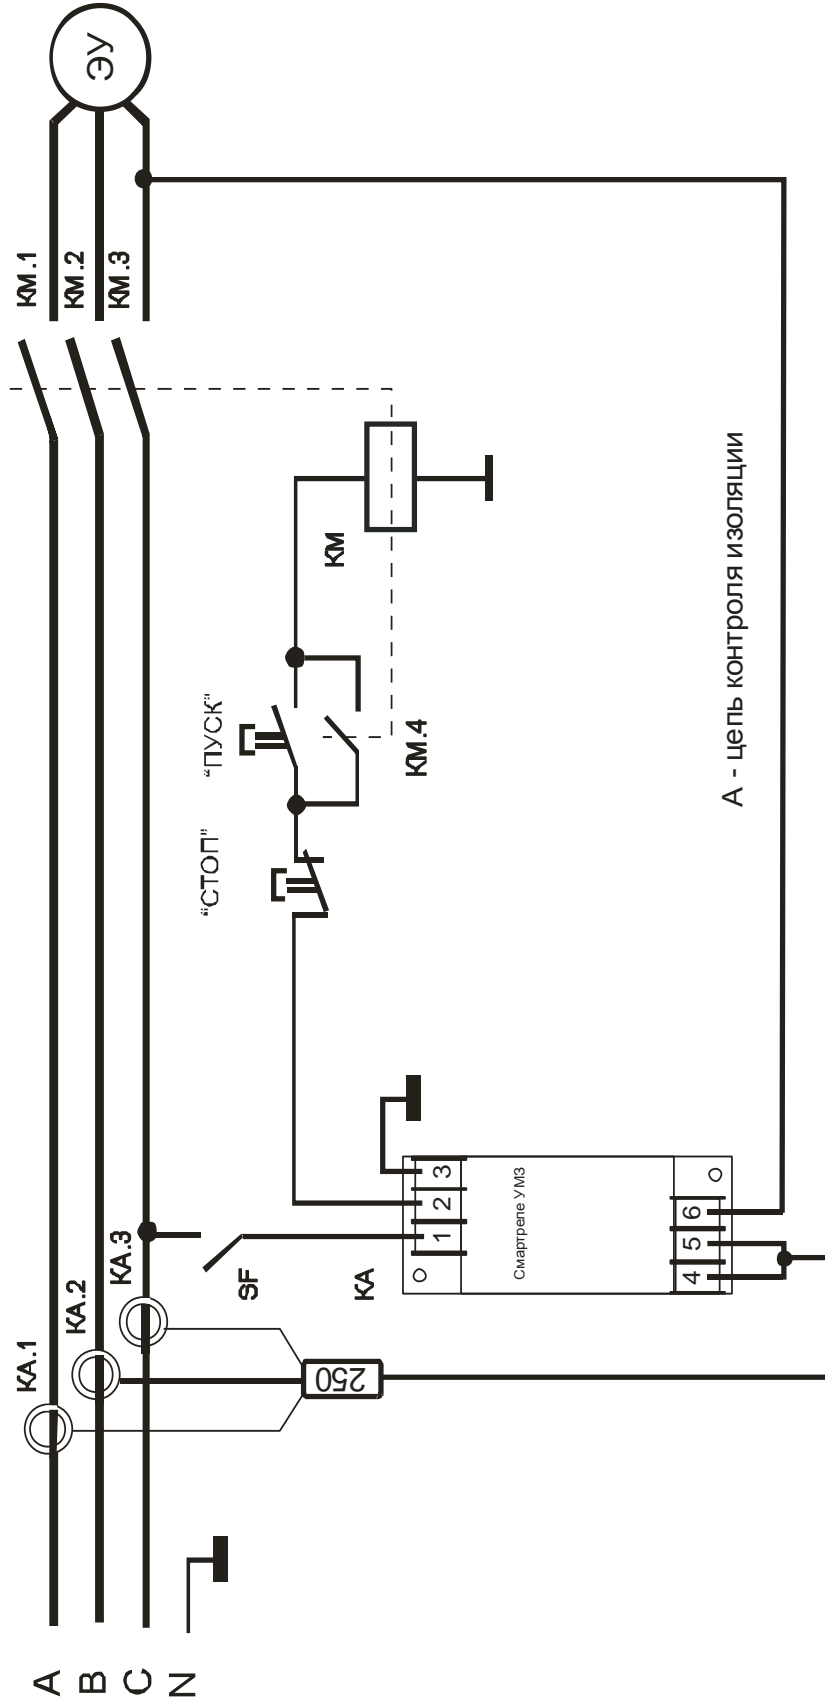 ЭУ
КМ.1
КМ.2
КМ.3
КМ
"ПУСК"
КМ.4
"СТОП"
А - цепь контроля изоляции
КА.1
КА.2
КА.3
SF
КА
1
2
3
Смартреле УМЗ
4
5
6
250
A
B
C
N